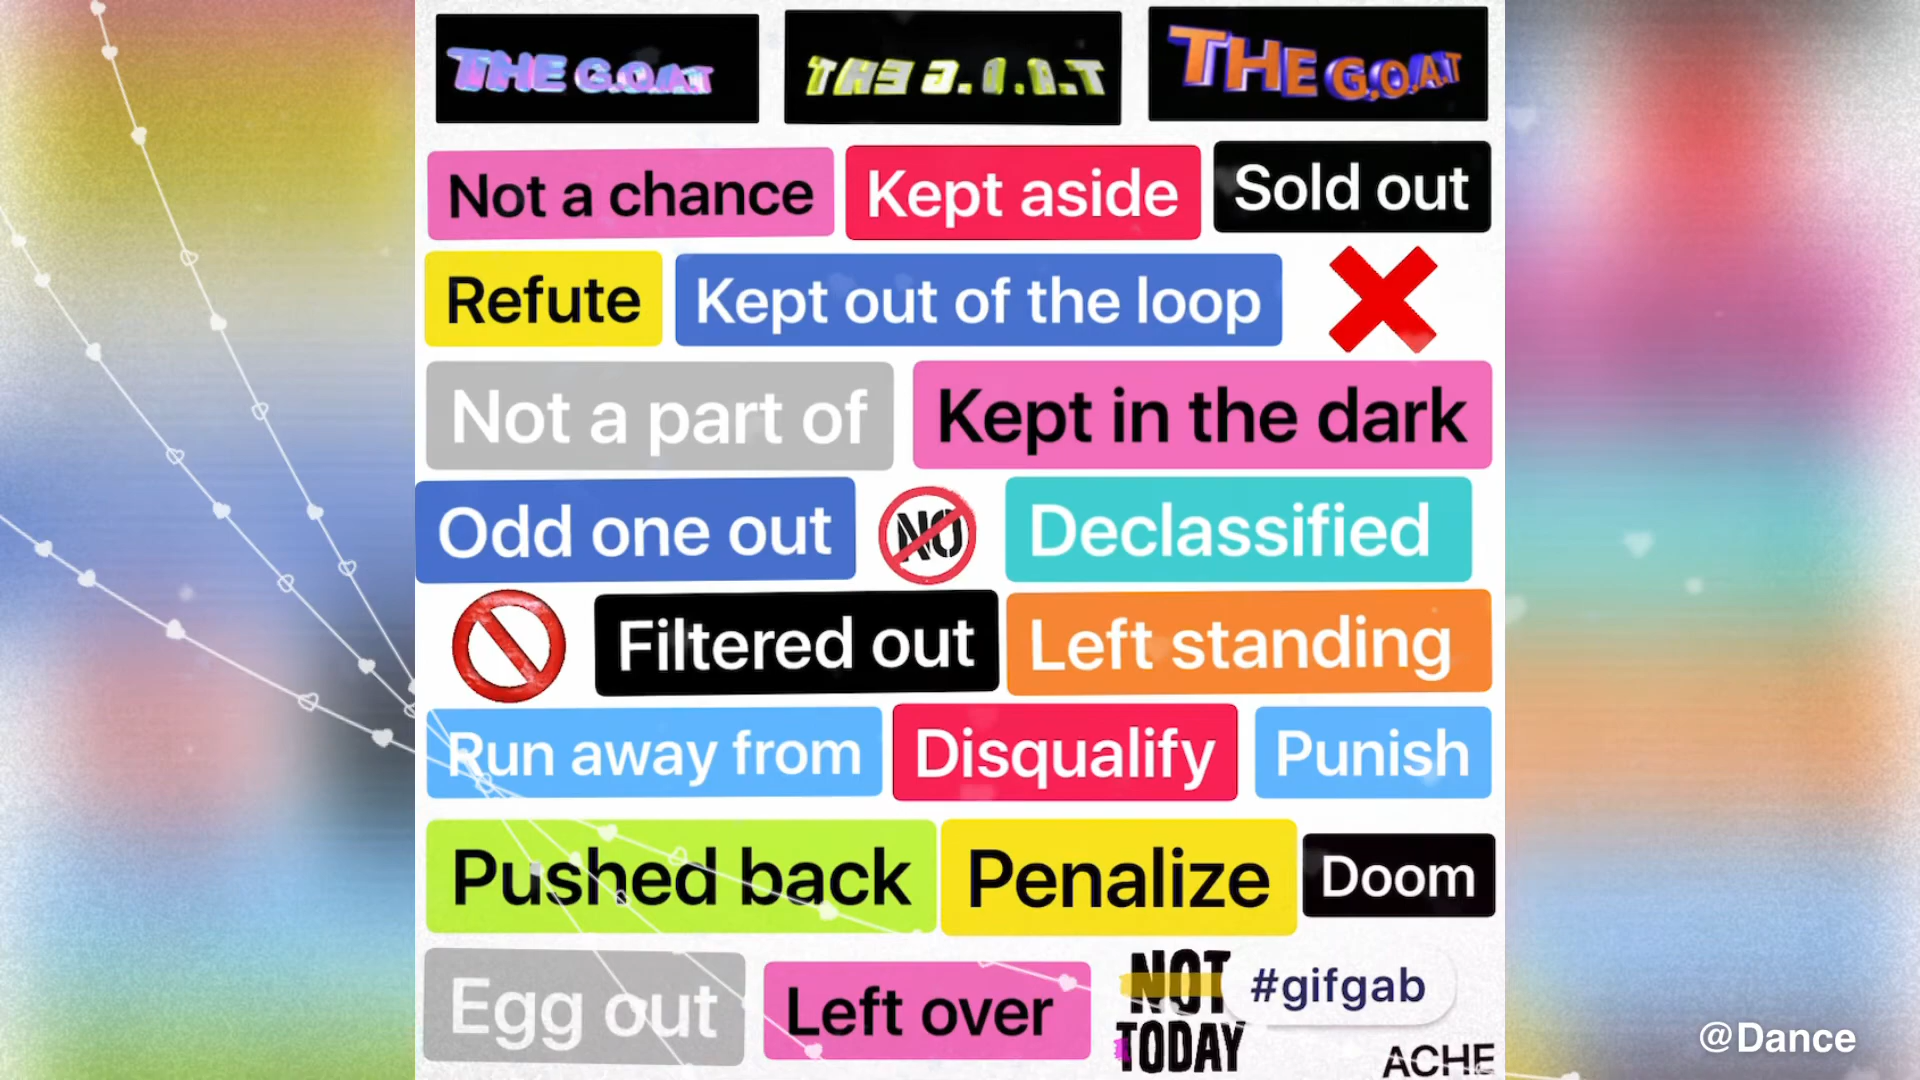 THE G.O.A.T THE G.O.A.T THE G.O.A.T
Not a chance Kept aside Sold out
Refute Kept out of the loop
Not a part of Kept in the dark
Odd one out NO Declassified
Filtered out Left standing
Run away from Disqualify Punish
Pushed back Penalize Doom
Egg out Left over NOT #gifgab
TODAY
ACHE
@Dance